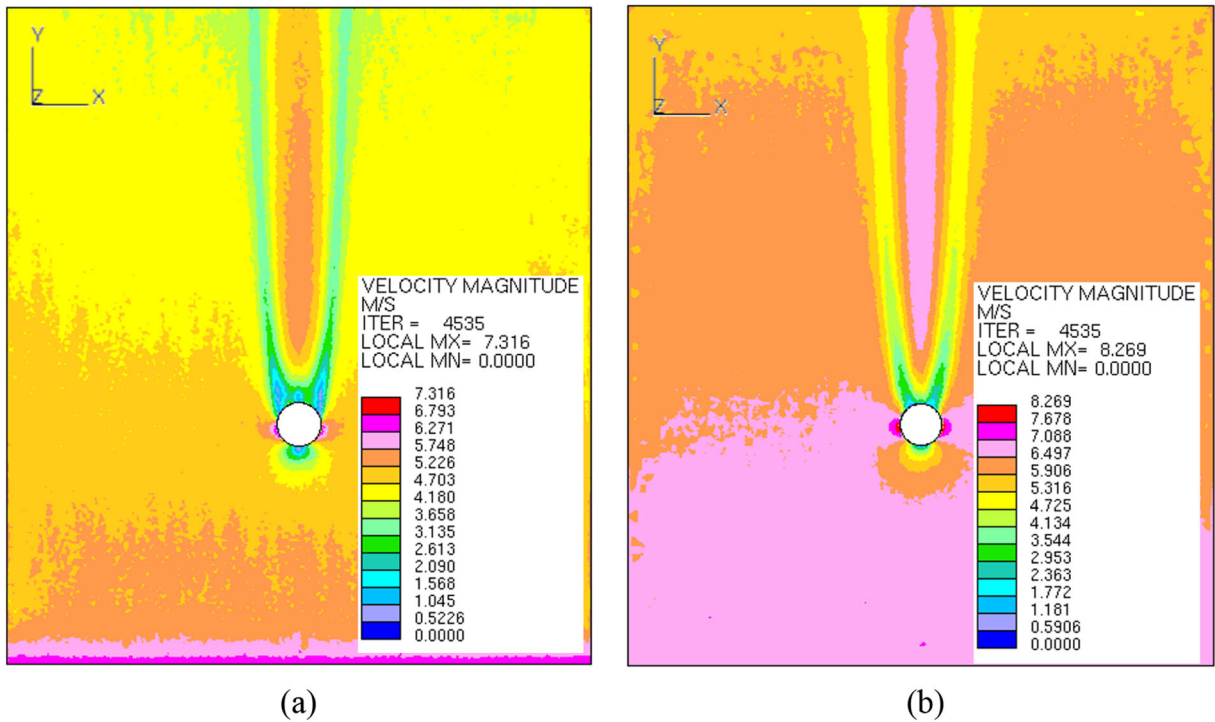 Y
Z X
VELOCITY MAGNITUDE
M/S
ITER = 4535
LOCAL MX= 7.316
LOCAL MN= 0.0000
7.316
6.793
6.271
5.748
5.226
4.703
4.180
3.658
3.135
2.613
2.090
1.568
1.045
0.5226
0.0000
(a)
Y
Z X
VELOCITY MAGNITUDE
M/S
ITER = 4535
LOCAL MX= 8.269
LOCAL MN= 0.0000
8.269
7.678
7.088
6.497
5.906
5.316
4.725
4.134
3.544
2.953
2.363
1.772
1.181
0.5906
0.0000
(b)